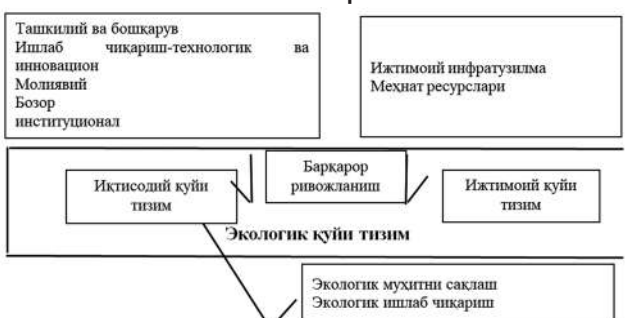 Ташкилий ва бошқарув
Ишлаб чиқариш-технологик ва
инновацион
Молиявий
Бозор
институционал
Ижтимоий инфратузилма
Меҳнат ресурслари
Иқтисодий қуйи
тизим
Барқарор
ривожланиш
Ижтимоий қуйи
тизим
Экологик қуйи тизим
Экологик муҳитни сақлаш
Экологик ишлаб чиқариш